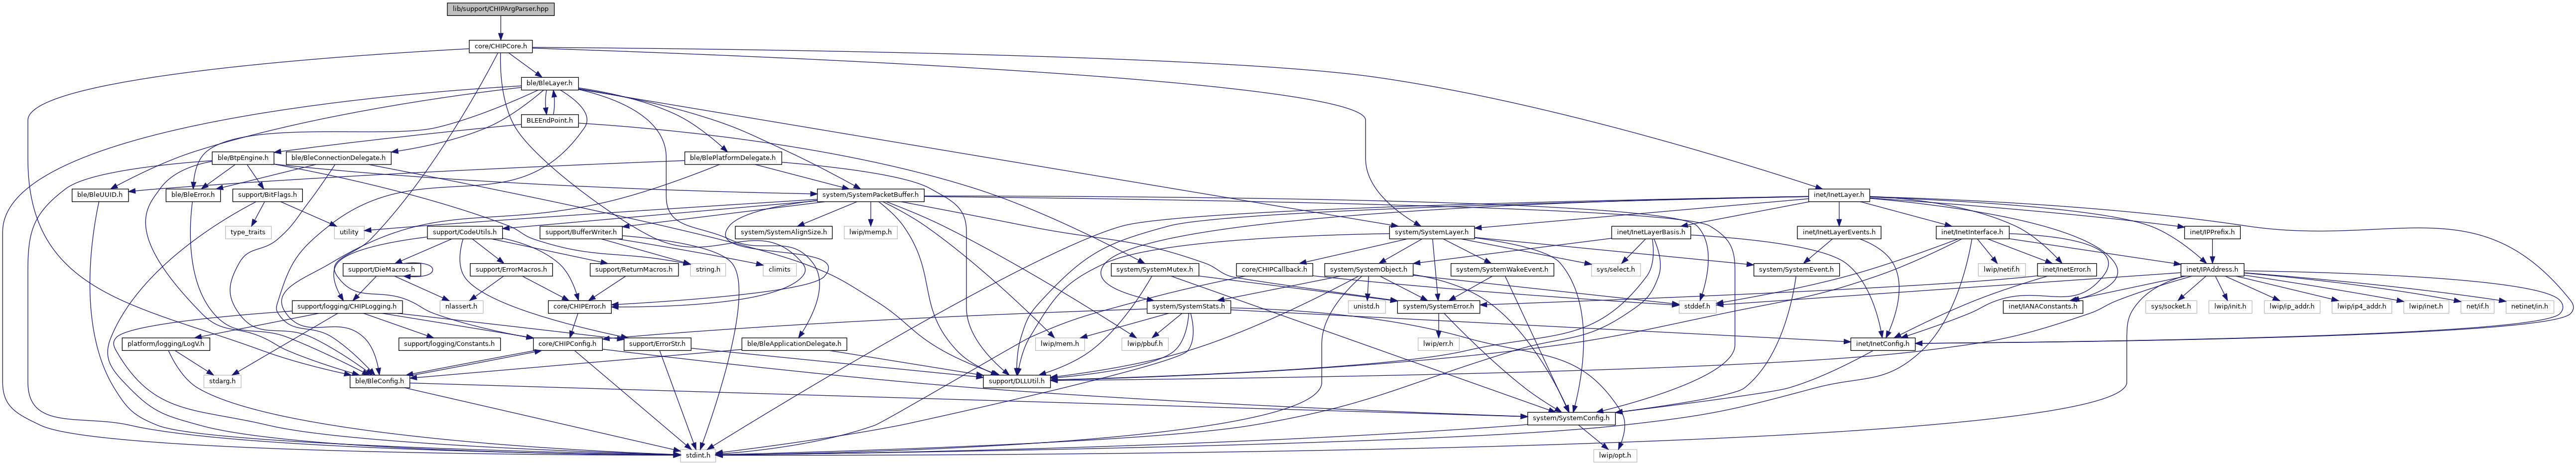 lib/support/CHIPArgParser.hpp
core/CHIPCore.h
ble/BleLayer.h
BLEEndPoint.h
ble/BtpEngine.h
ble/BleConnectionDelegate.h
ble/BlePlatformDelegate.h
ble/BleUUID.h
ble/BleError.h
support/BitFlags.h
system/SystemPacketBuffer.h
inet/InetLayer.h
type_traits
utility
support/CodeUtils.h
support/BufferWriter.h
system/SystemAlignSize.h
lwip/memp.h
system/SystemLayer.h
inet/InetLayerBasis.h
inet/InetLayerEvents.h
inet/InetInterface.h
inet/IPPrefix.h
support/DieMacros.h
support/ErrorMacros.h
support/ReturnMacros.h
string.h
climits
system/SystemMutex.h
core/CHIPCallback.h
system/SystemObject.h
system/SystemWakeEvent.h
sys/select.h
system/SystemEvent.h
lwip/netif.h
inet/InetError.h
inet/IPAddress.h
support/logging/CHIPLogging.h
nlassert.h
core/CHIPError.h
system/SystemStats.h
unistd.h
system/SystemError.h
stddef.h
inet/IANAConstants.h
sys/socket.h
lwip/init.h
lwip/ip_addr.h
lwip/ip4_addr.h
lwip/inet.h
net/if.h
netinet/in.h
platform/logging/LogV.h
support/logging/Constants.h
core/CHIPConfig.h
support/ErrorStr.h
ble/BleApplicationDelegate.h
lwip/mem.h
lwip/pbuf.h
lwip/err.h
inet/InetConfig.h
stdarg.h
ble/BleConfig.h
support/DLLUtil.h
system/SystemConfig.h
stdint.h
lwip/opt.h